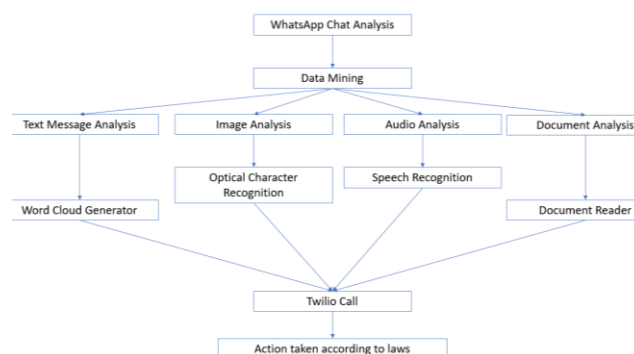 WhatsApp Chat Analysis
Data Mining
Text Message Analysis
Image Analysis
Audio Analysis
Document Analysis
Optical Character
Recognition
Speech Recognition
Word Cloud Generator
Document Reader
Twilio Call
Action taken according to laws